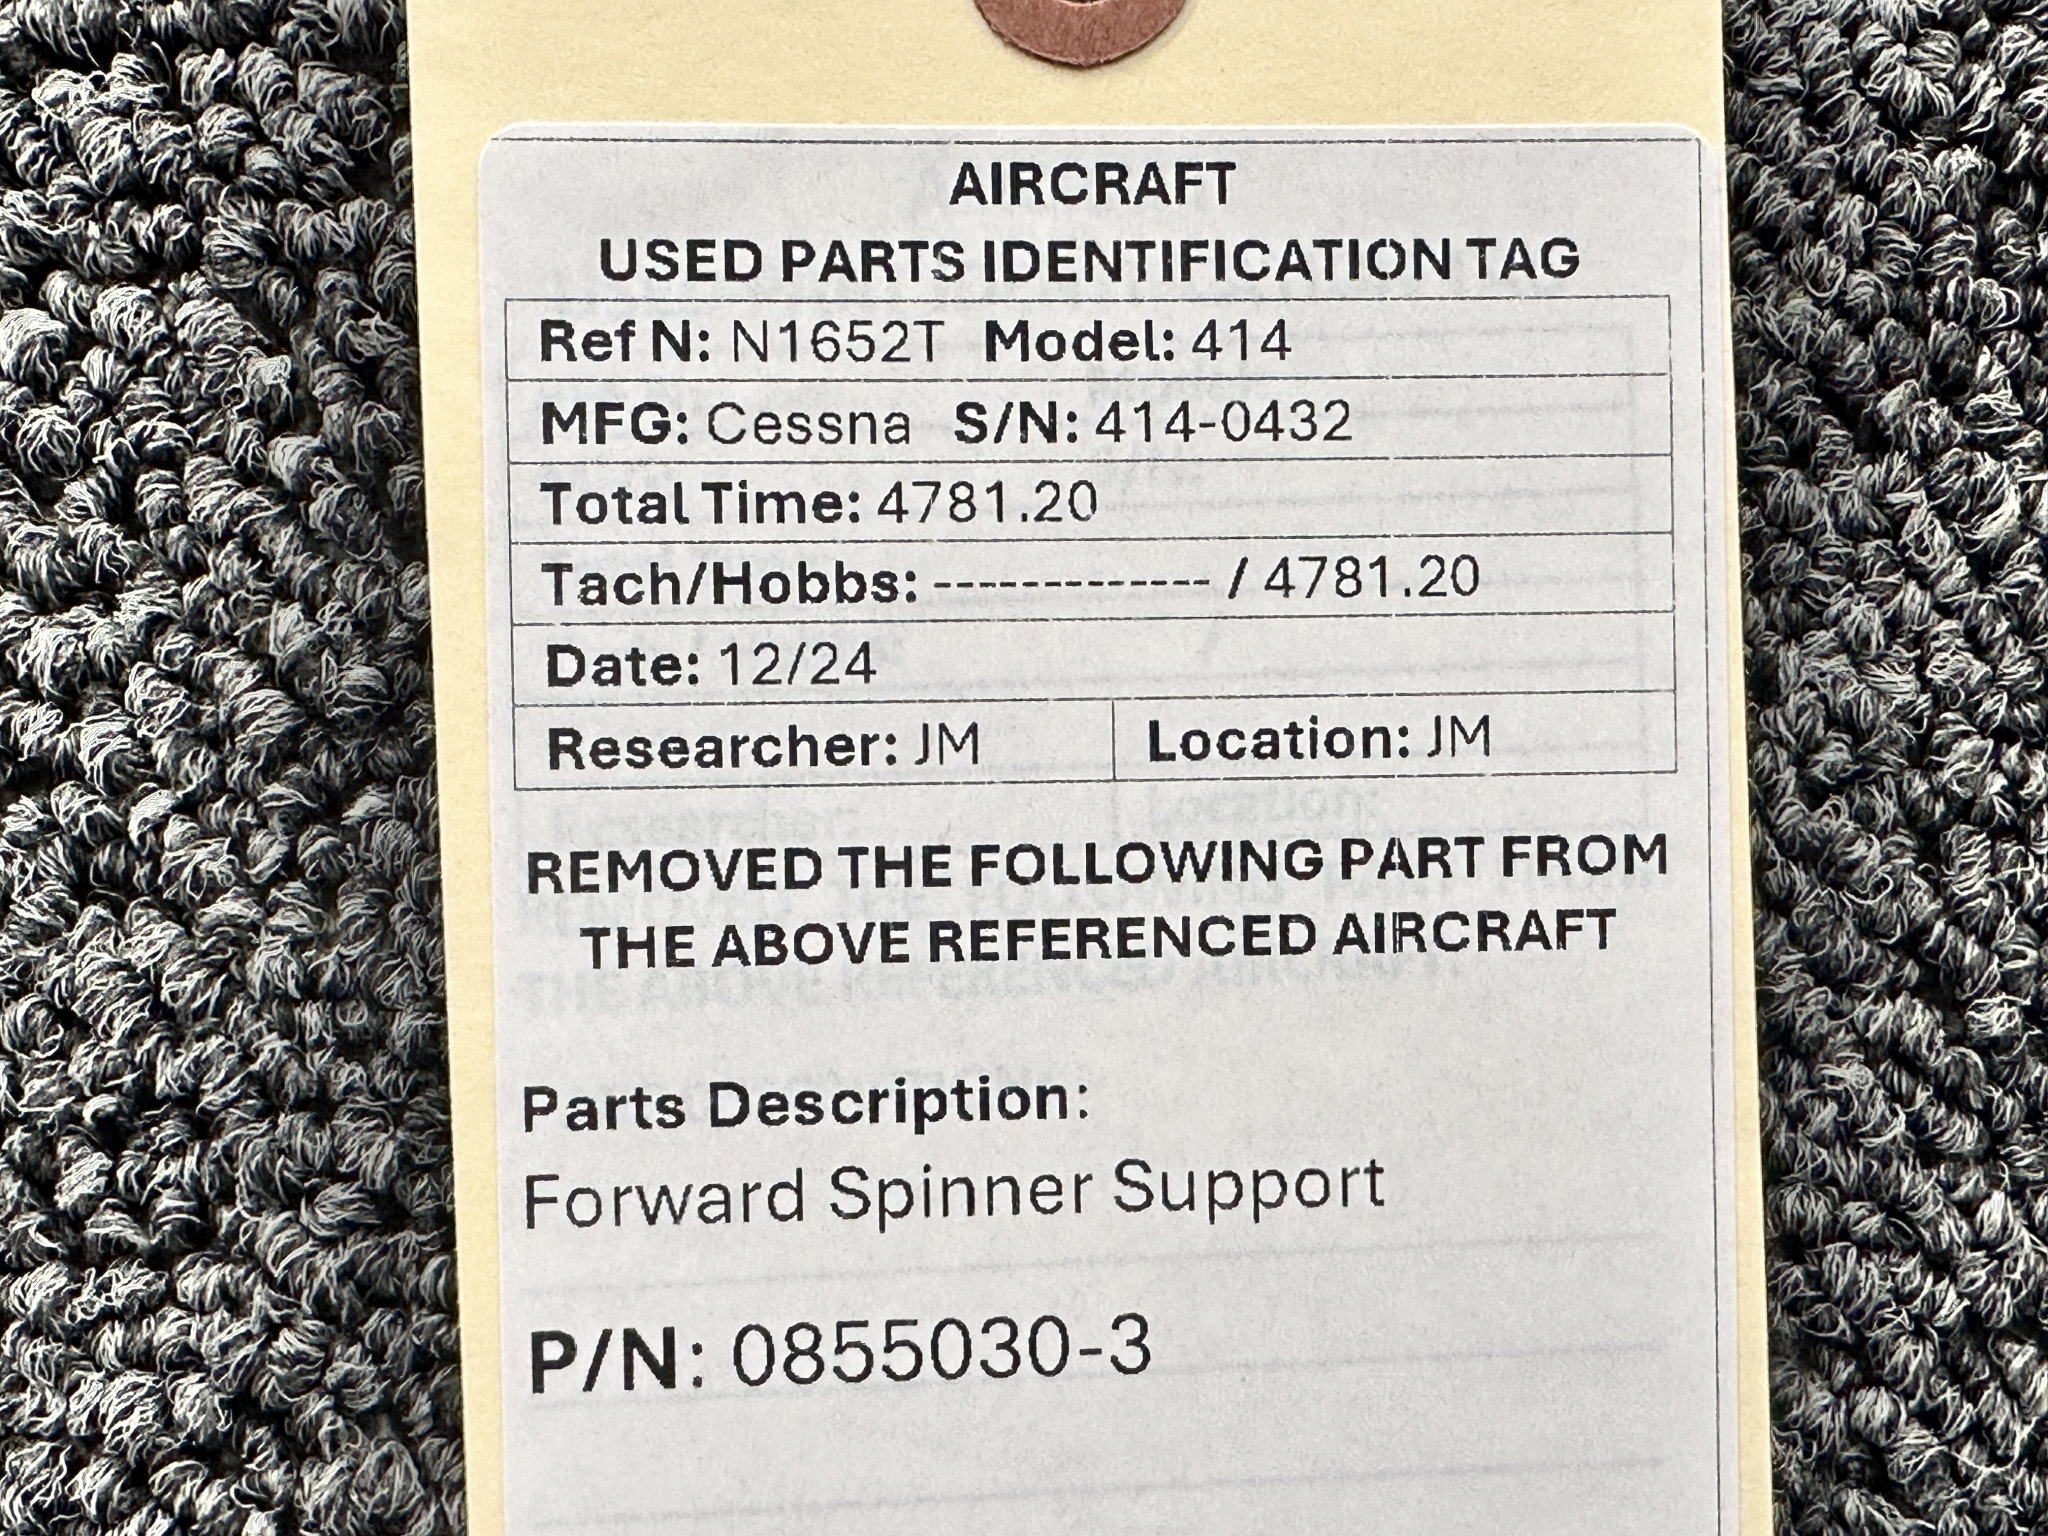 AIRCRAFT
USED PARTS IDENTIFICATION TAG
Ref N: N1652T Model: 414
MFG: Cessna S/N: 414-0432
Total Time: 4781.20
Tach/Hobbs: ------------- / 4781.20
Date: 12/24
Researcher: JM Location: JM
REMOVED THE FOLLOWING PART FROM
THE ABOVE REFERENCED AIRCRAFT
Parts Description:
Forward Spinner Support
P/N: 0855030-3